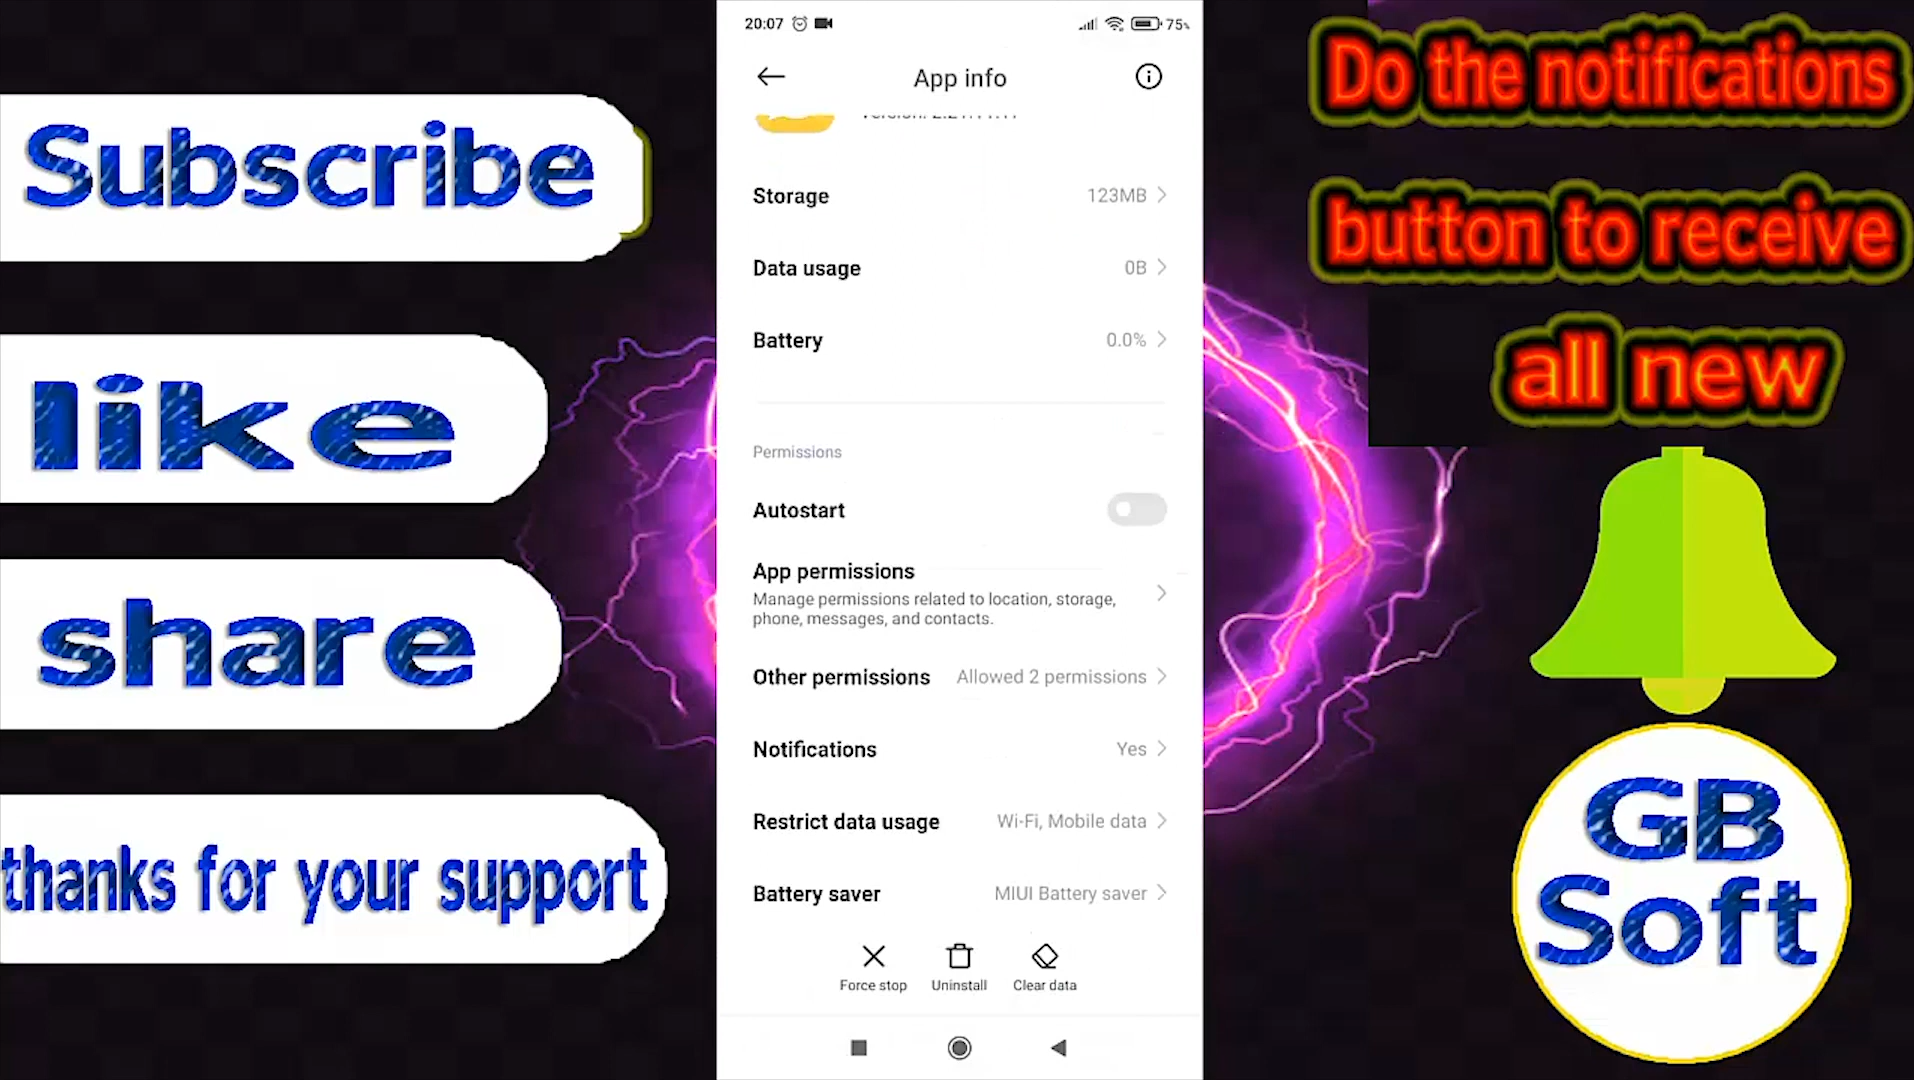 Subscribe
like
share
thanks for your support
20:07
75%
App info
Storage 123MB
Data usage 0B
Battery 0.0%
Permissions
Autostart
App permissions
Manage permissions related to location, storage,
phone, messages, and contacts.
Other permissions Allowed 2 permissions
Notifications Yes
Restrict data usage Wi-Fi, Mobile data
Battery saver MIUI Battery saver
Force stop Uninstall Clear data
Do the notifications
button to receive
all new
GB
Soft